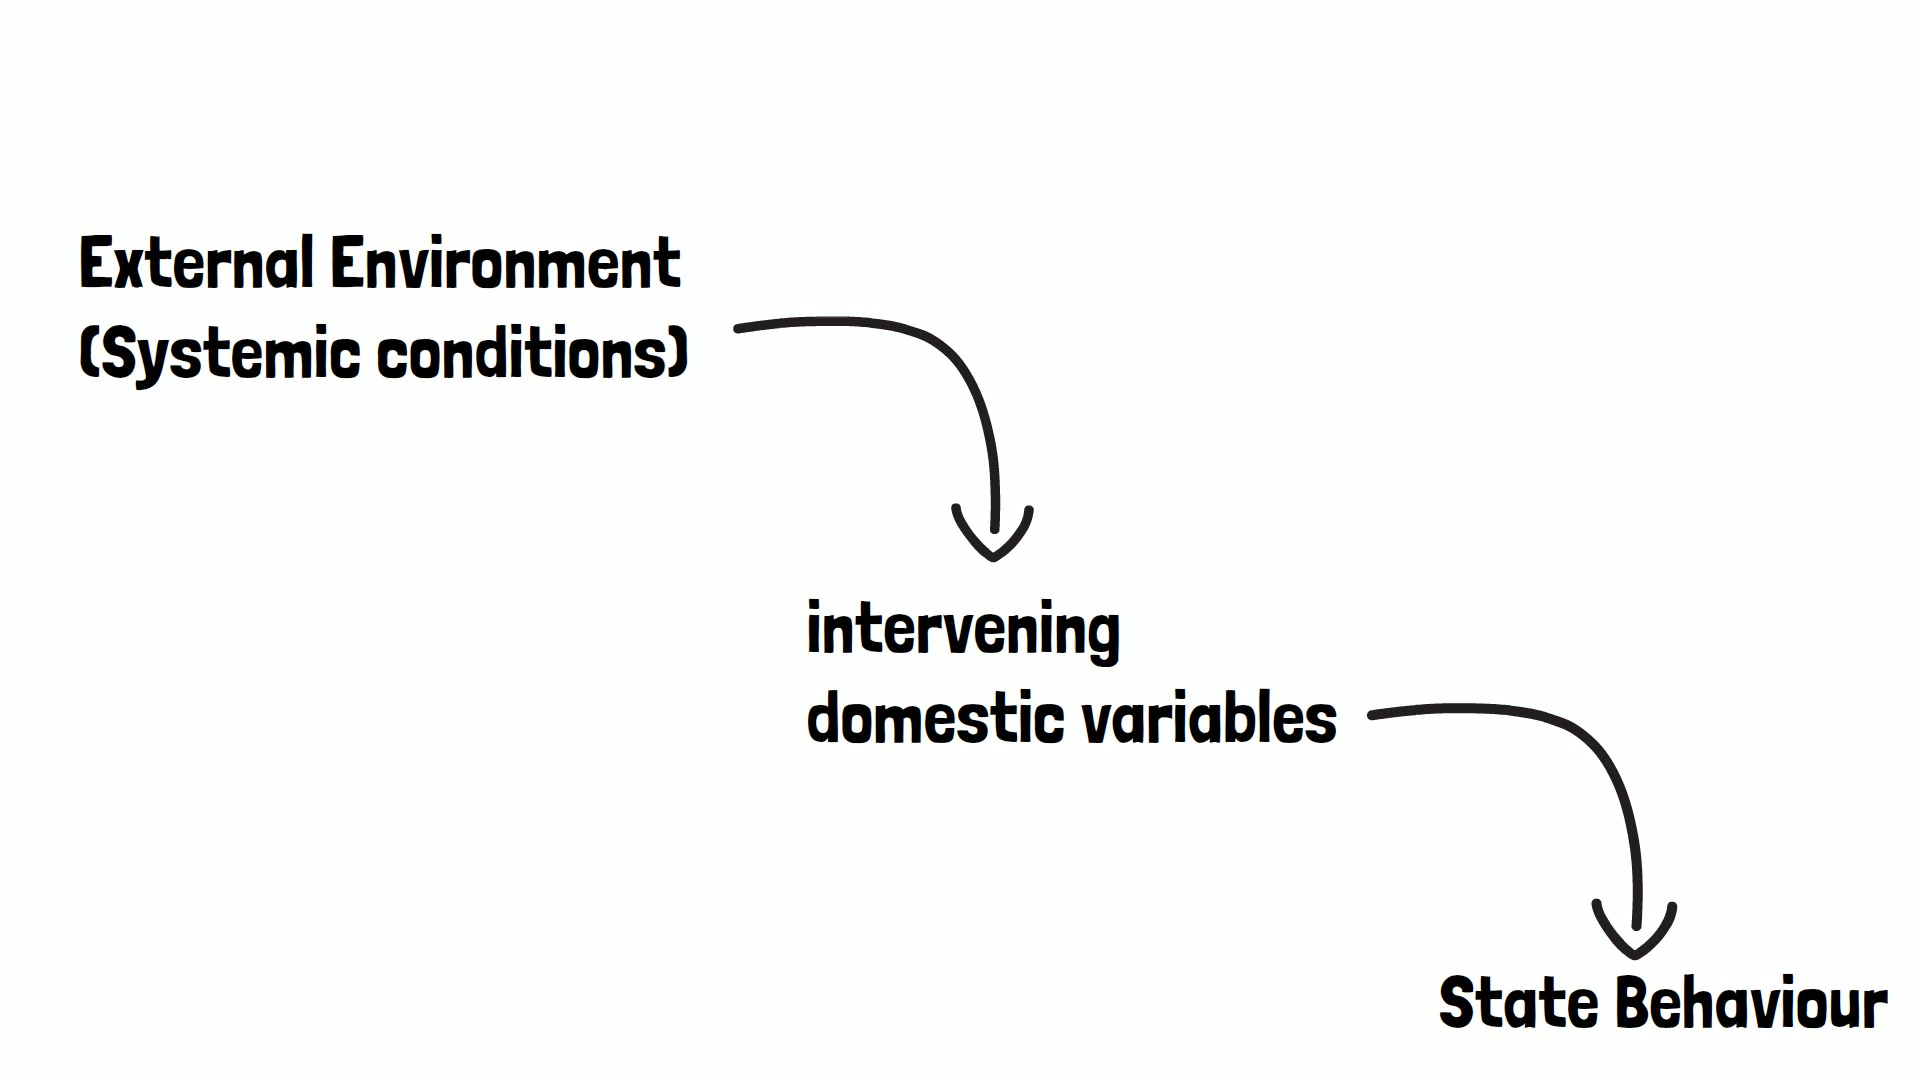 External Environment
(Systemic conditions)
intervening
domestic variables
State Behaviour